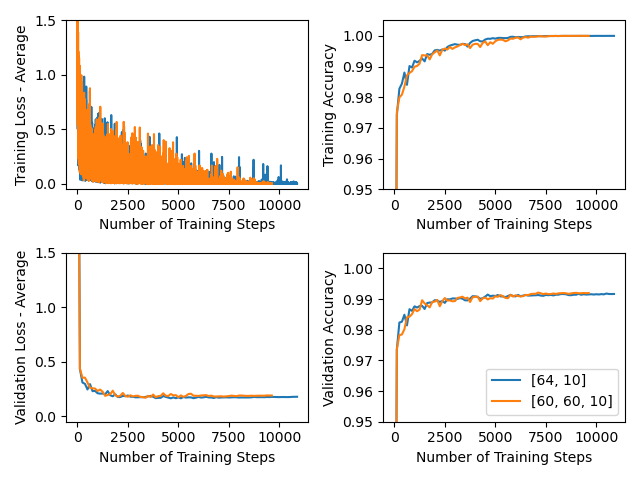 Training Loss - Average
1.5
1.0
0.5
0.0
0 2500 5000 7500 10000
Number of Training Steps
Training Accuracy
1.00
0.99
0.98
0.97
0.96
0.95
0 2500 5000 7500 10000
Number of Training Steps
Validation Loss - Average
1.5
1.0
0.5
0.0
0 2500 5000 7500 10000
Number of Training Steps
Validation Accuracy
1.00
0.99
0.98
0.97
0.96
0.95
[64, 10]
[60, 60, 10]
0 2500 5000 7500 10000
Number of Training Steps